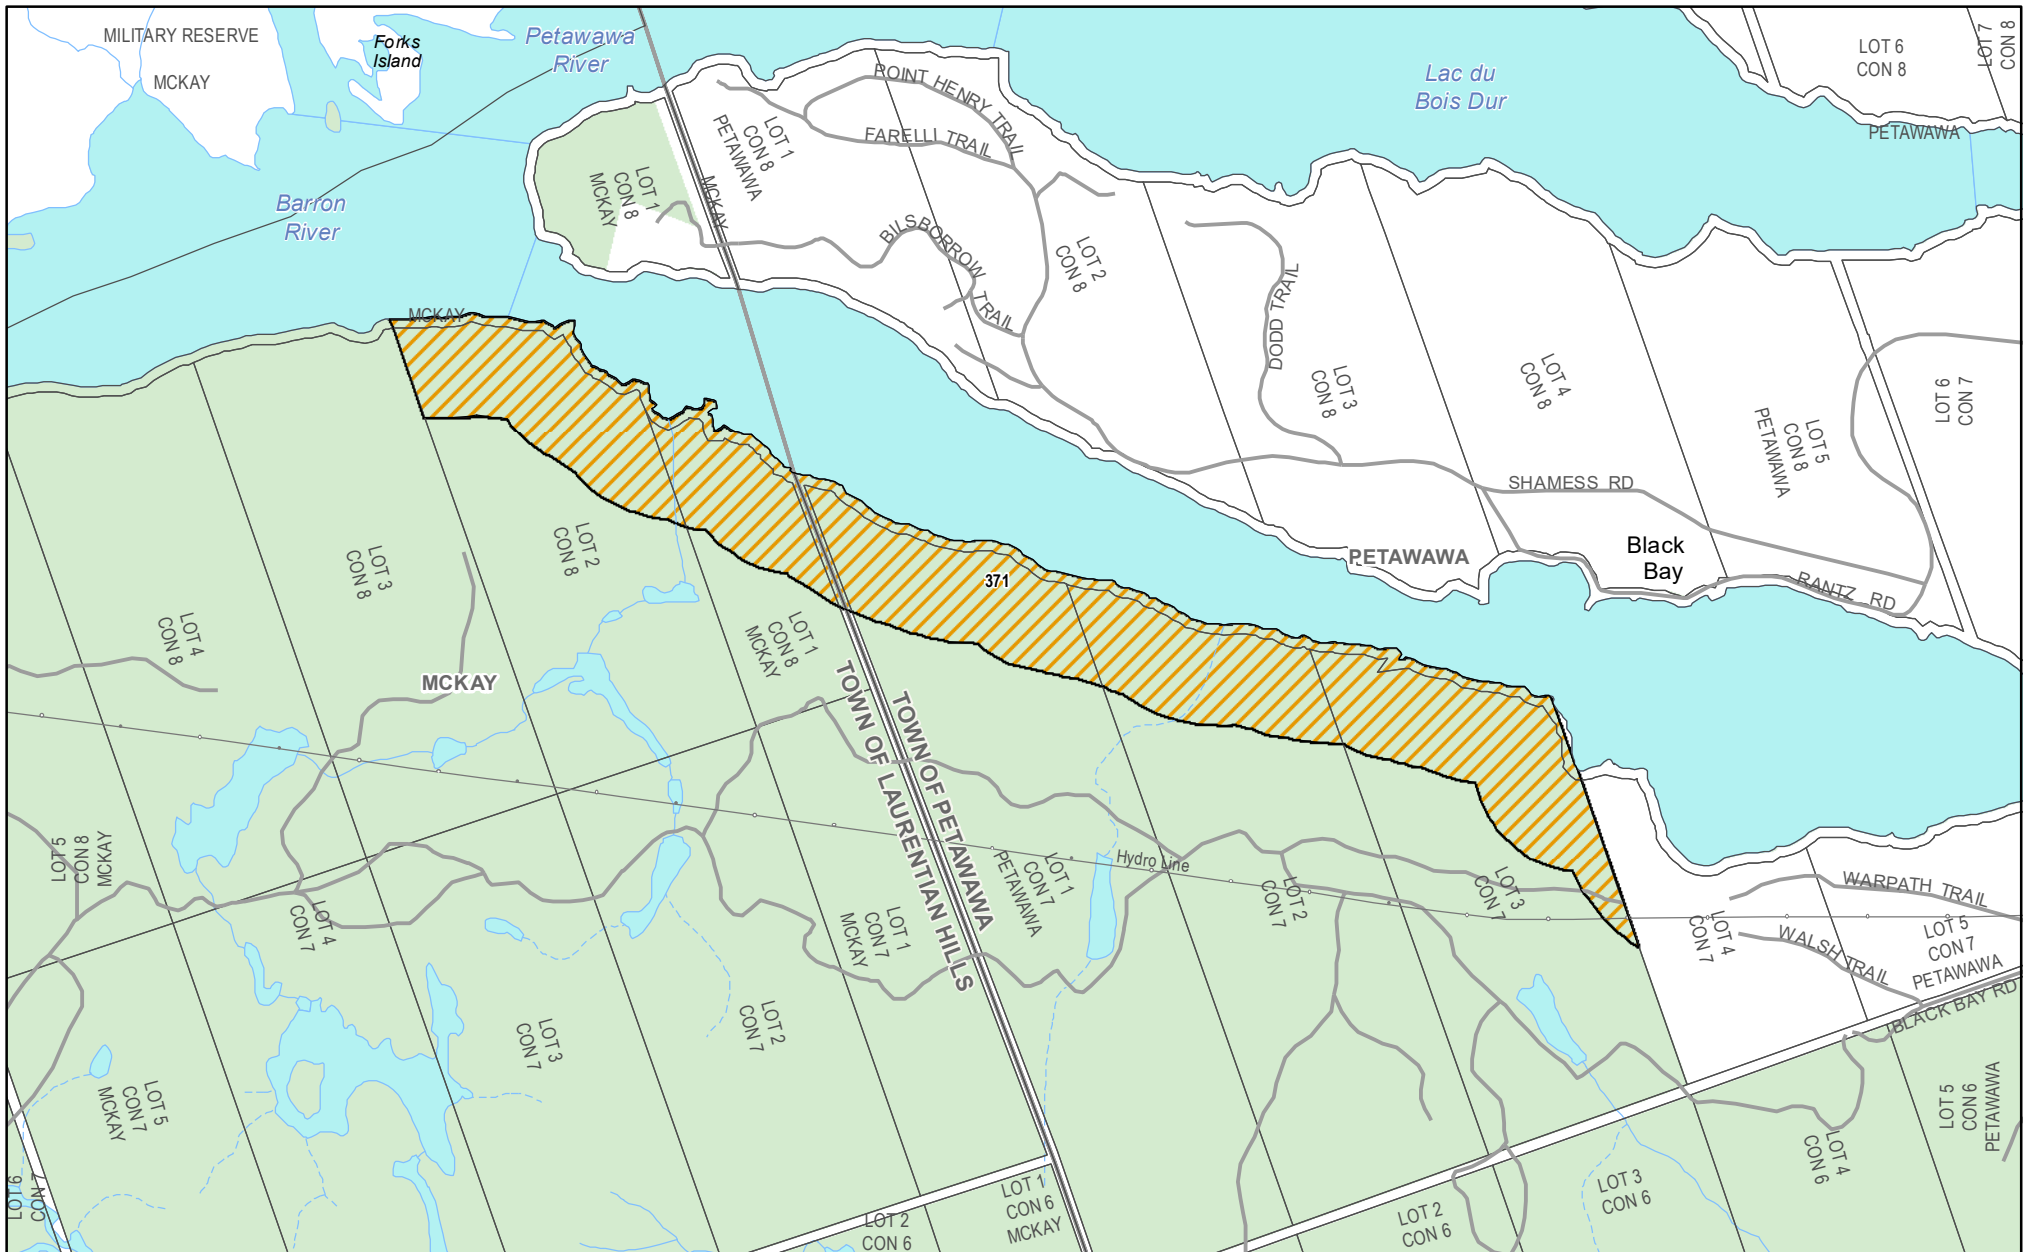 MILITARY RESERVE
MCKAY
Forks
Island
Petawawa
River
Barron
River
Lac du
Bois Dur
LOT 6
CON 8
LOT 7
CON 8
PETAWAWA
POINT HENRY TRAIL
FARELLI TRAIL
LOT 1
CON 8
PETAWAWA
LOT 1
CON 8
MCKAY
MCKAY
BILSBORROW TRAIL
LOT 2
CON 8
DODD TRAIL
LOT 3
CON 8
LOT 4
CON 8
LOT 5
CON 8
PETAWAWA
LOT 6
CON 7
MCKAY
SHAMESS RD
PETAWAWA
Black
Bay
RANTZ RD
371
LOT 2
CON 8
LOT 3
CON 8
LOT 4
CON 8
LOT 1
CON 8
MCKAY
MCKAY
TOWN OF PETAWAWA
TOWN OF LAURENTIAN HILLS
LOT 5
CON 8
MCKAY
Hydro Line
LOT 1
CON 7
PETAWAWA
LOT 2
CON 7
LOT 3
CON 7
LOT 4
CON 7
WARPATH TRAIL
WALSH TRAIL
LOT 5
CON 7
PETAWAWA
BLACK BAY RD
LOT 4
CON 7
LOT 1
CON 7
MCKAY
LOT 2
CON 7
LOT 3
CON 7
LOT 5
CON 7
MCKAY
LOT 6
CON 7
LOT 5
CON 6
PETAWAWA
LOT 4
CON 6
LOT 3
CON 6
LOT 2
CON 6
LOT 1
CON 6
MCKAY
LOT 2
CON 6